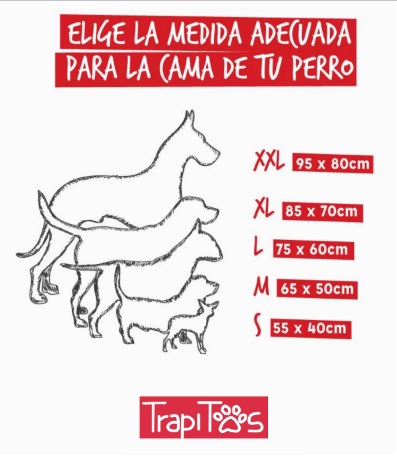 ELIGE LA MEDIDA ADECUADA
PARA LA CAMA DE TU PERRO
XXL 95 x 80cm
XL 85 x 70cm
L 75 x 60cm
M 65 x 50cm
S 55 x 40cm
TrapiToos